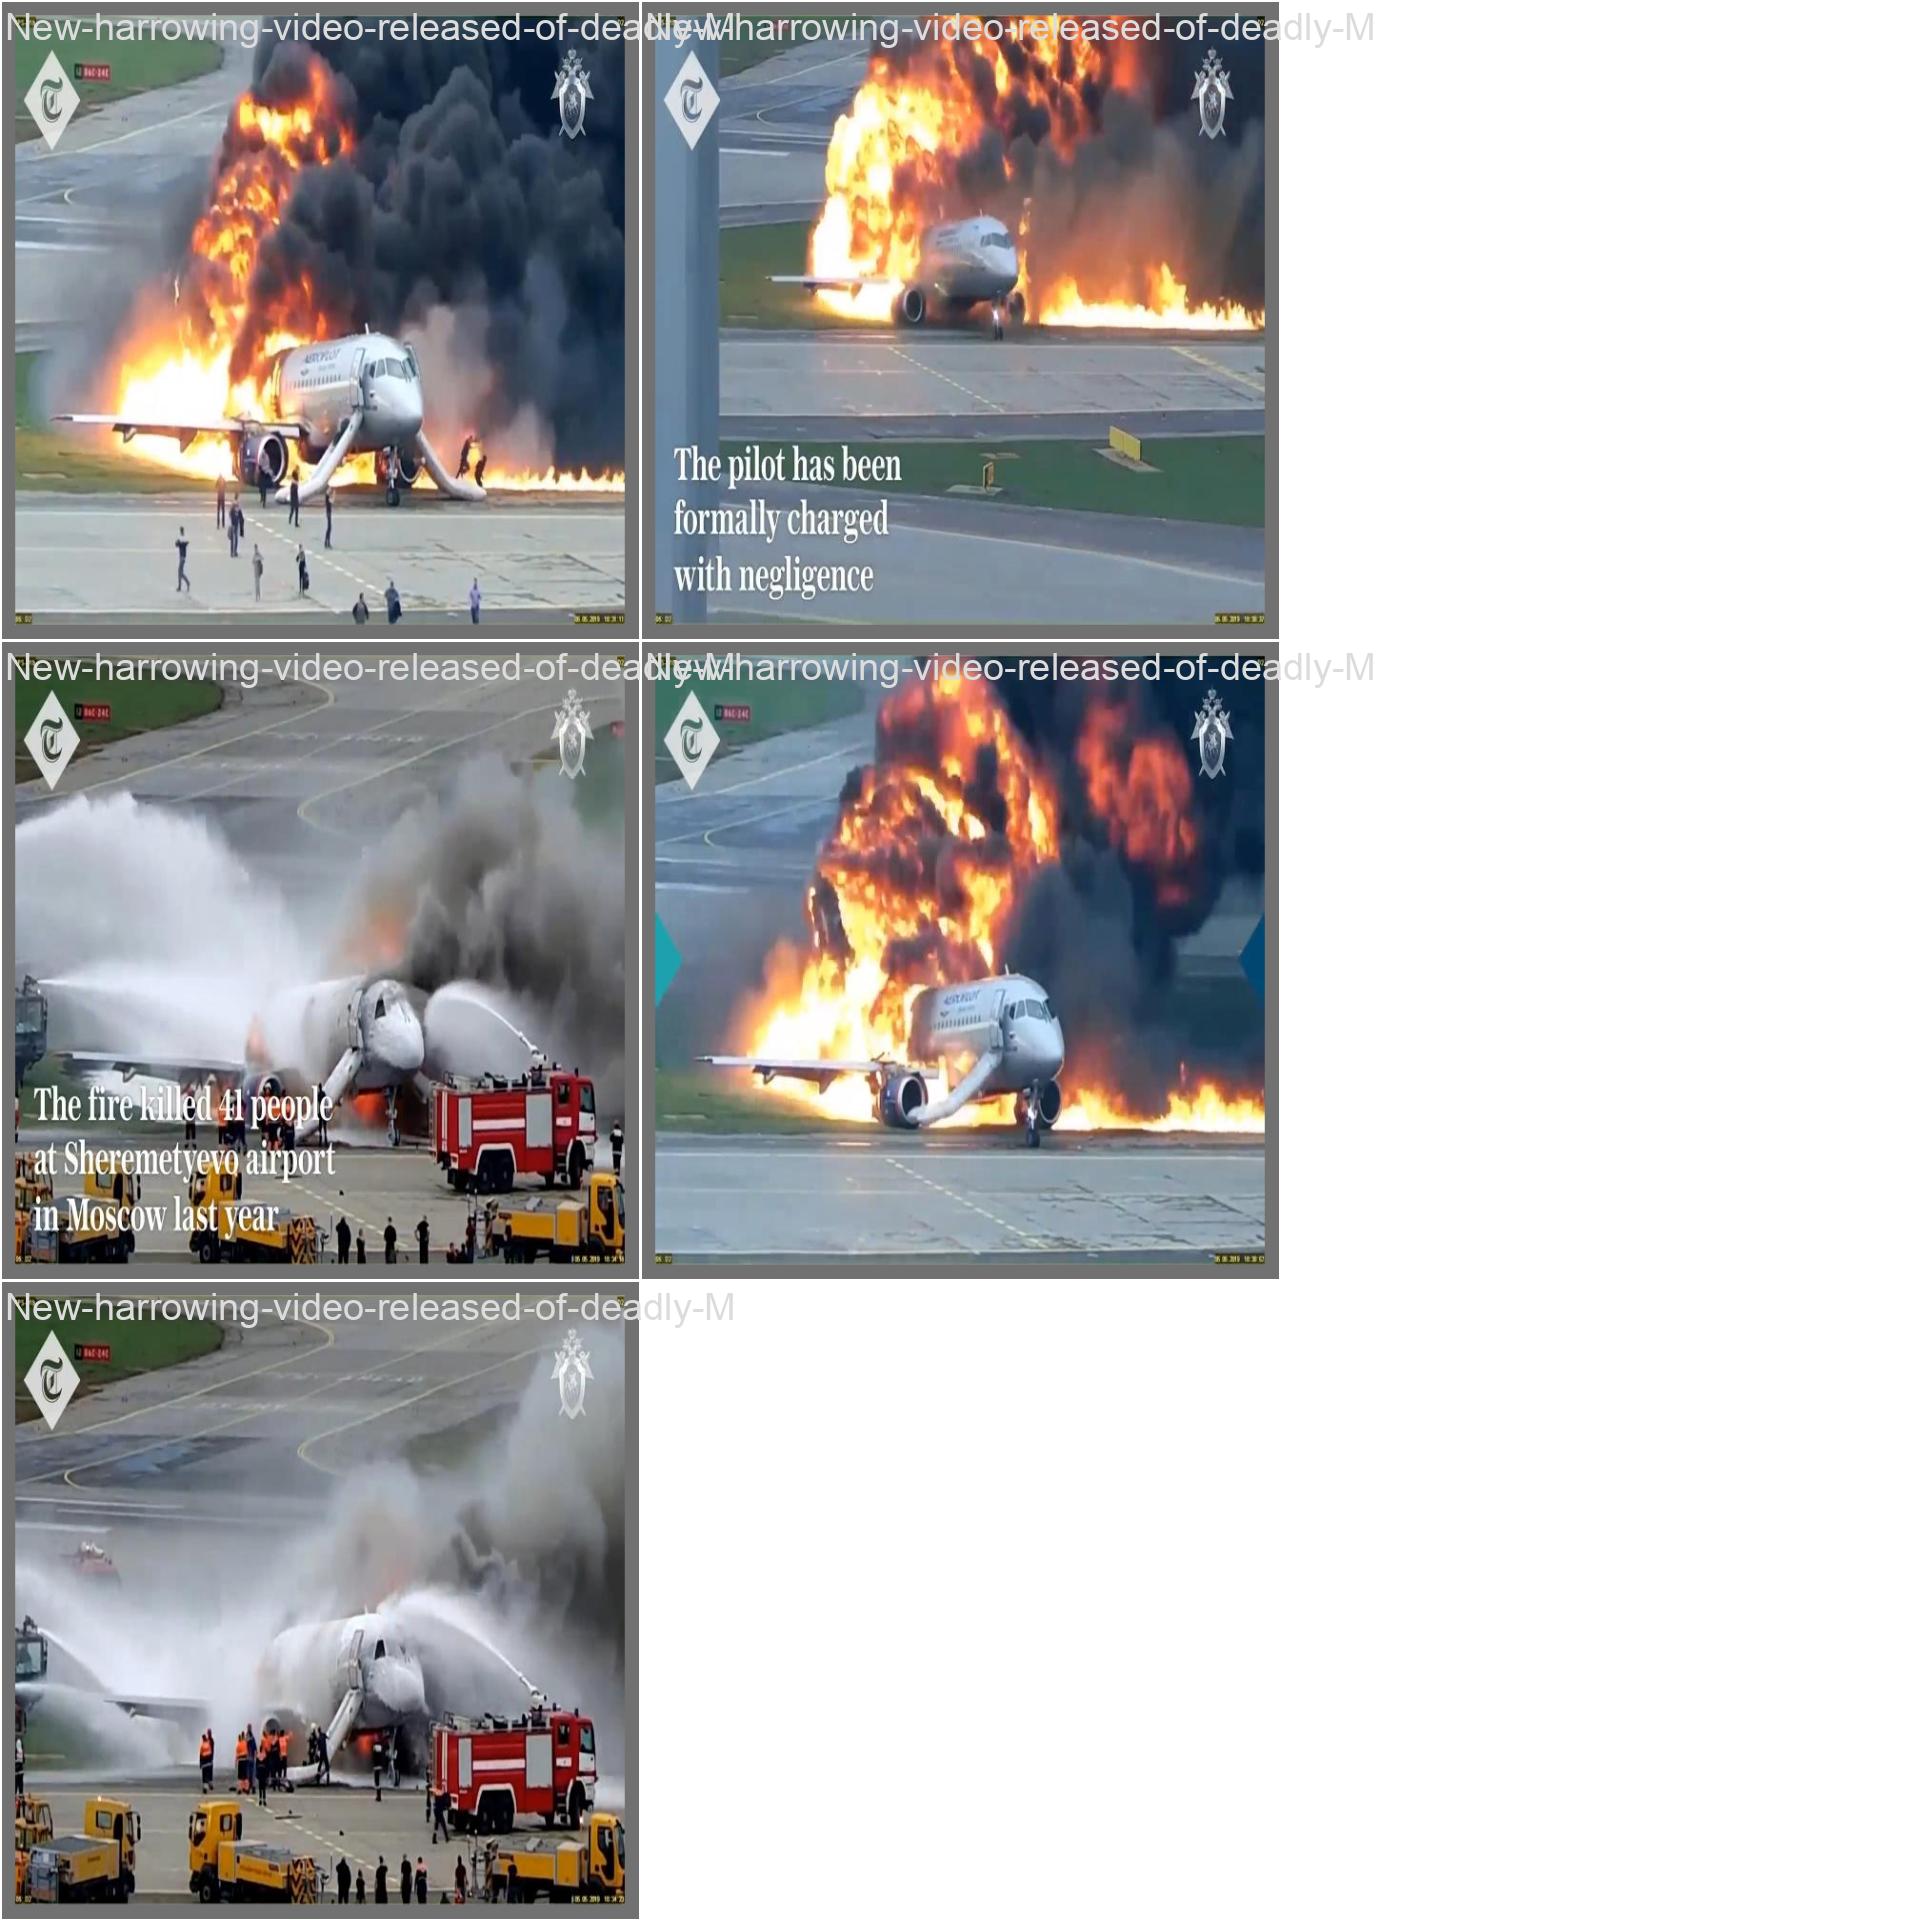 New-harrowing-video-released-of-deadly-M
New-harrowing-video-released-of-deadly-M
AEROFLOT
The pilot has been
formally charged
with negligence
New-harrowing-video-released-of-deadly-M
New-harrowing-video-released-of-deadly-M
AEROFLOT
The fire killed 41 people
at Sheremetyevo airport
in Moscow last year
New-harrowing-video-released-of-deadly-M